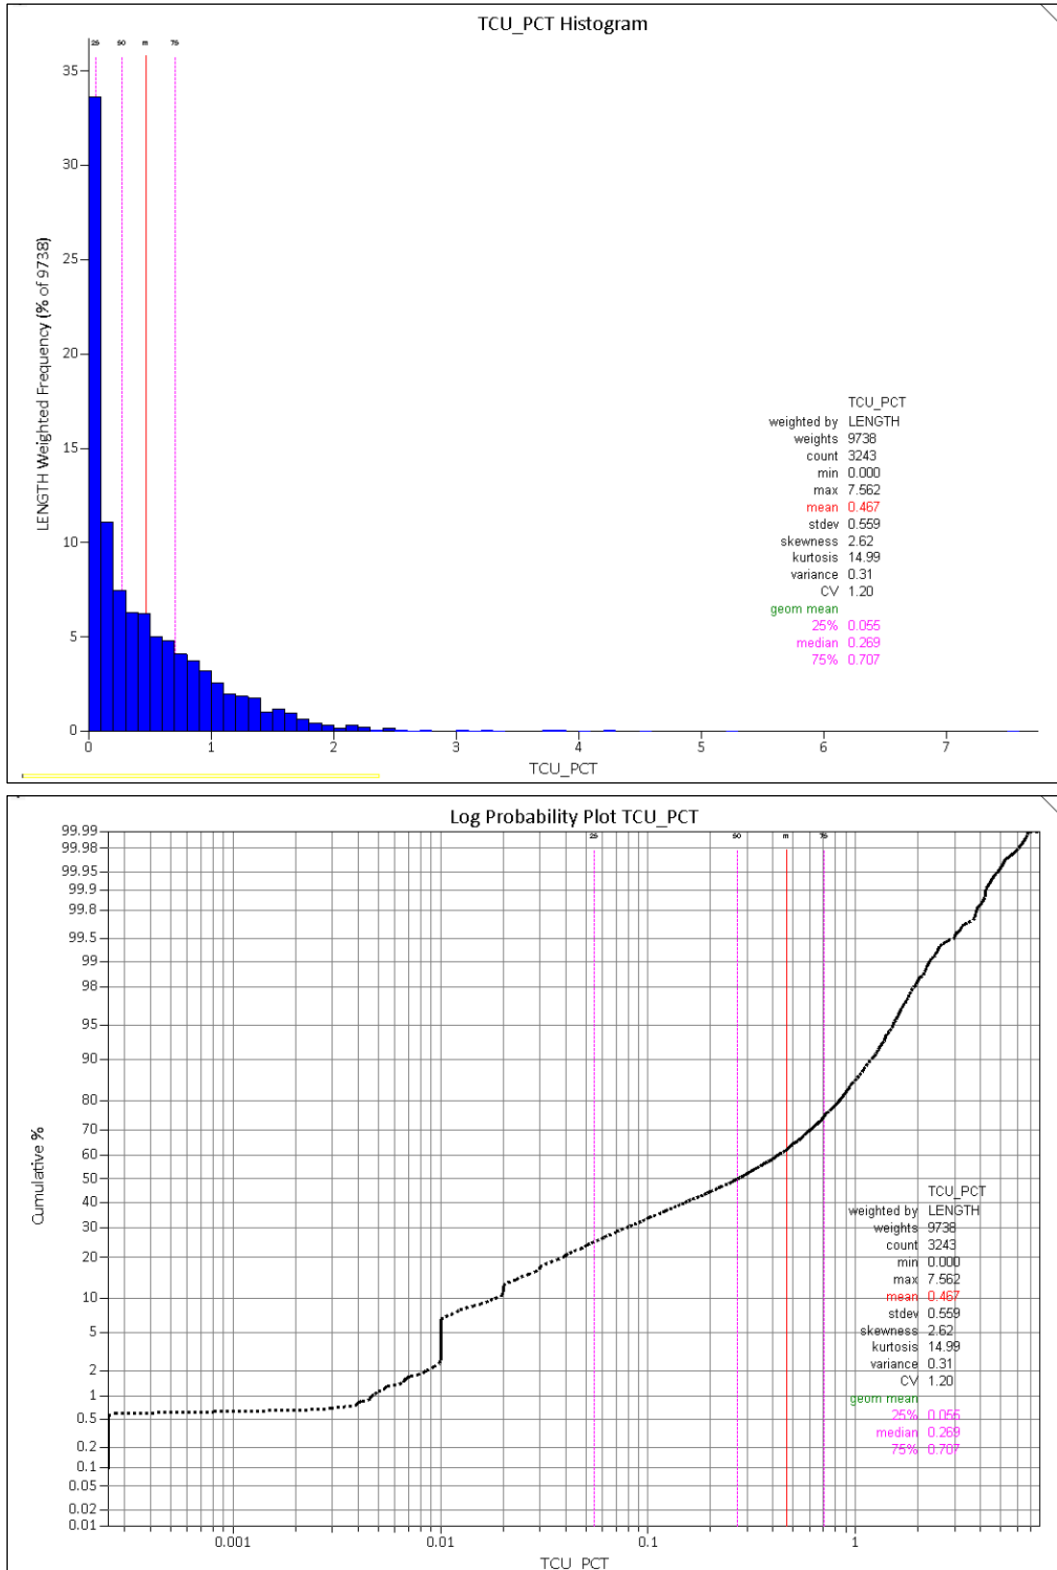 TCU_PCT Histogram
25 50 m 75
35
30
25
20
15
10
5
0
LENGTH Weighted Frequency (% of 9738)
TCU_PCT
weighted by LENGTH
weights 9738
count 3243
min 0.000
max 7.562
mean 0.467
stdev 0.559
skewness 2.62
kurtosis 14.99
variance 0.31
CV 1.20
geom mean
25% 0.055
median 0.269
75% 0.707
0 1 2 3 4 5 6 7
TCU_PCT
Log Probability Plot TCU_PCT
25 50 m 75
99.99
99.98
99.95
99.9
99.8
99.5
99
98
95
90
80
70
60
50
40
30
20
10
5
2
1
0.5
0.2
0.1
0.05
0.02
0.01
Cumulative %
TCU_PCT
weighted by LENGTH
weights 9738
count 3243
min 0.000
max 7.562
mean 0.467
stdev 0.559
skewness 2.62
kurtosis 14.99
variance 0.31
CV 1.20
geom mean
25% 0.055
median 0.269
75% 0.707
0.001 0.01 0.1 1
TCU_PCT